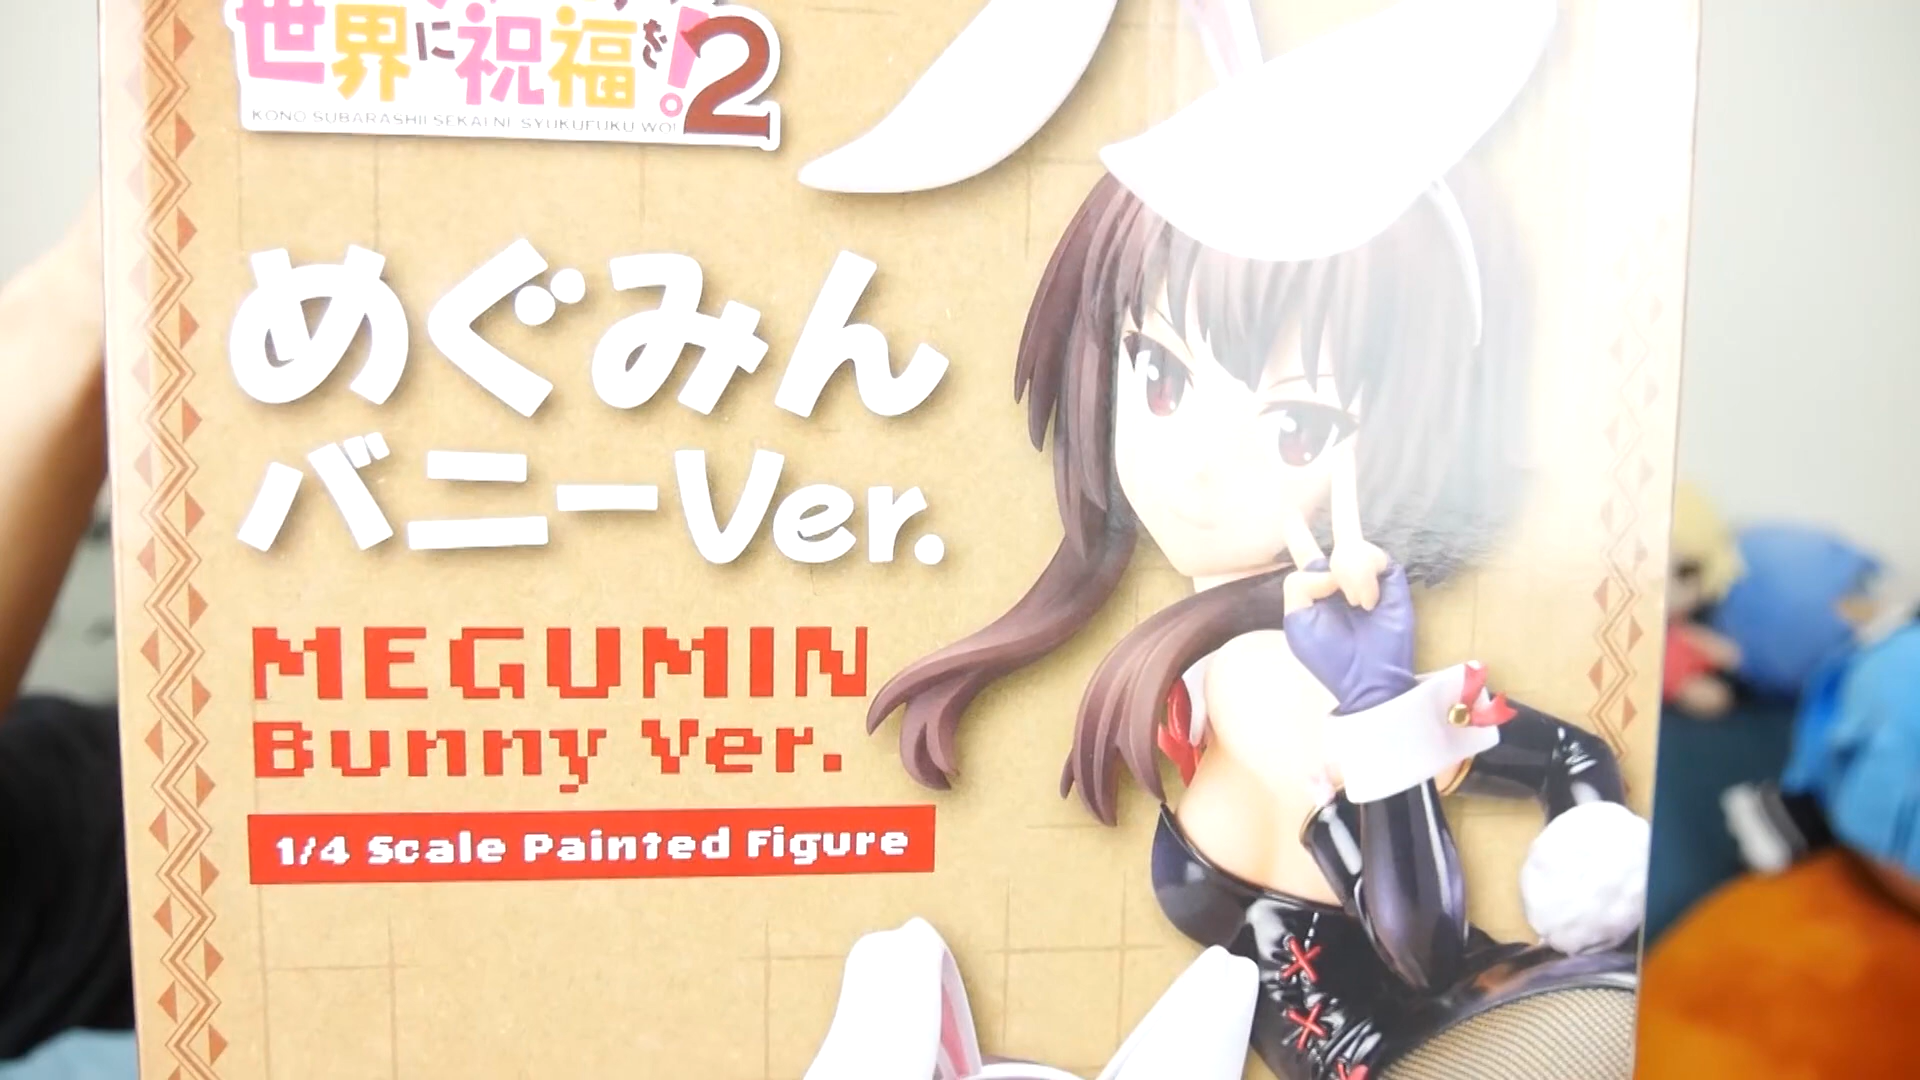 世界に祝福を!2
KONO SUBARASHII SEKAI NI SYUKUFUKU WO!
めぐみん
バニーVer.
MEGUMIN
Bunny Ver.
1/4 Scale Painted Figure